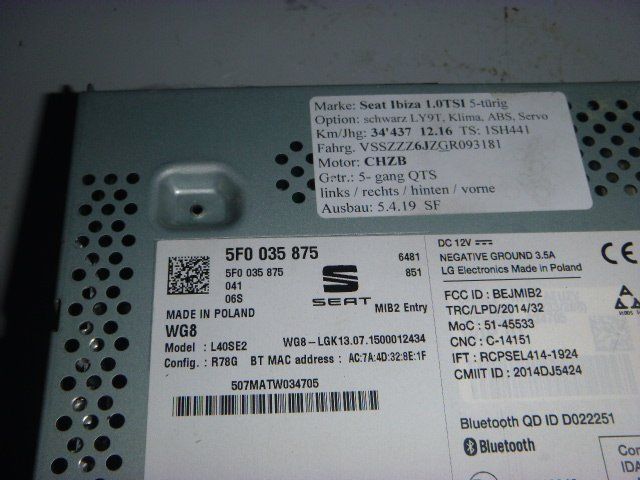 Marke: Seat Ibiza 1.0TSI 5-türig
Option: schwarz LY9T, Klima, ABS, Servo
Km/Jhg: 34'437 12.16 TS: 1SH441
Fahrg. VSSZZZ6JZGR093181
Motor: CHZB
Getr.: 5- gang QTS
links / rechts / hinten / vorne
Ausbau: 5.4.19 SF
5F0 035 875
5F0 035 875
041
06S
6481
851
SEAT
MADE IN POLAND
MIB2 Entry
WG8
WG8-LGK13.07.1500012434
Model : L40SE2
Config. : R78G BT MAC address : AC:7A:4D:32:8E:1F
507MATW034705
DC 12V
NEGATIVE GROUND 3.5A
LG Electronics Made in Poland
CE
FCC ID : BEJMIB2
TRC/LPD/2014/32
MoC : 51-45533
CNC : C-14151
IFT : RCPSEL414-1924
CMIIT ID : 2014DJ5424
Bluetooth QD ID D022251
Bluetooth